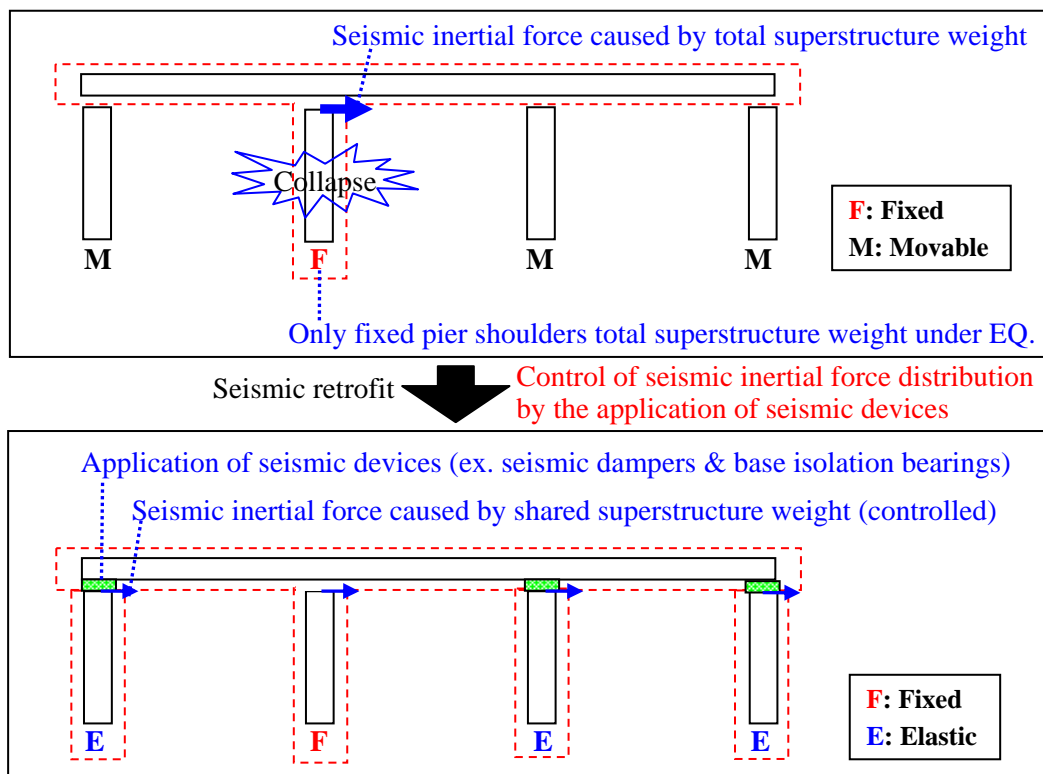 Seismic inertial force caused by total superstructure weight
Collapse
F: Fixed
M: Movable
M
F
M
M
Only fixed pier shoulders total superstructure weight under EQ.
Seismic retrofit
Control of seismic inertial force distribution
by the application of seismic devices
Application of seismic devices (ex. seismic dampers & base isolation bearings)
Seismic inertial force caused by shared superstructure weight (controlled)
F: Fixed
E: Elastic
E
F
E
E